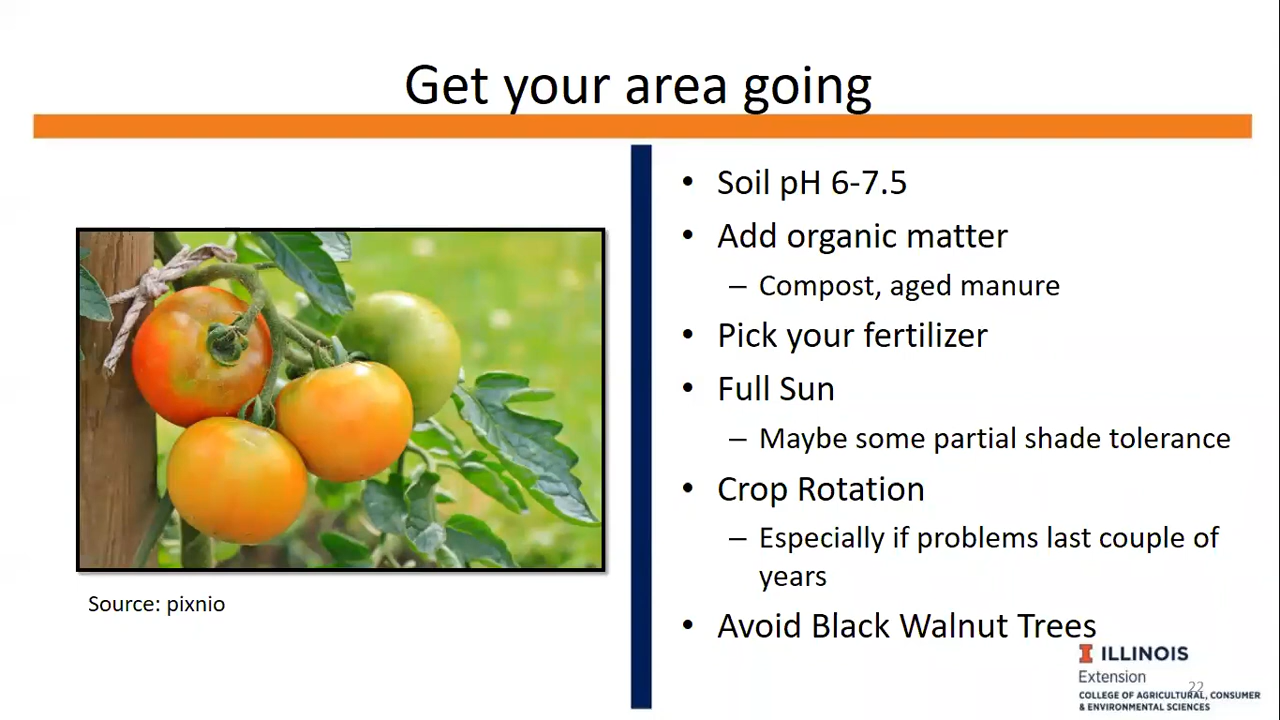 Get your area going
• Soil pH 6-7.5
• Add organic matter
– Compost, aged manure
• Pick your fertilizer
• Full Sun
– Maybe some partial shade tolerance
• Crop Rotation
– Especially if problems last couple of
years
• Avoid Black Walnut Trees
Source: pixnio
I ILLINOIS
Extension
22
COLLEGE OF AGRICULTURAL, CONSUMER
& ENVIRONMENTAL SCIENCES